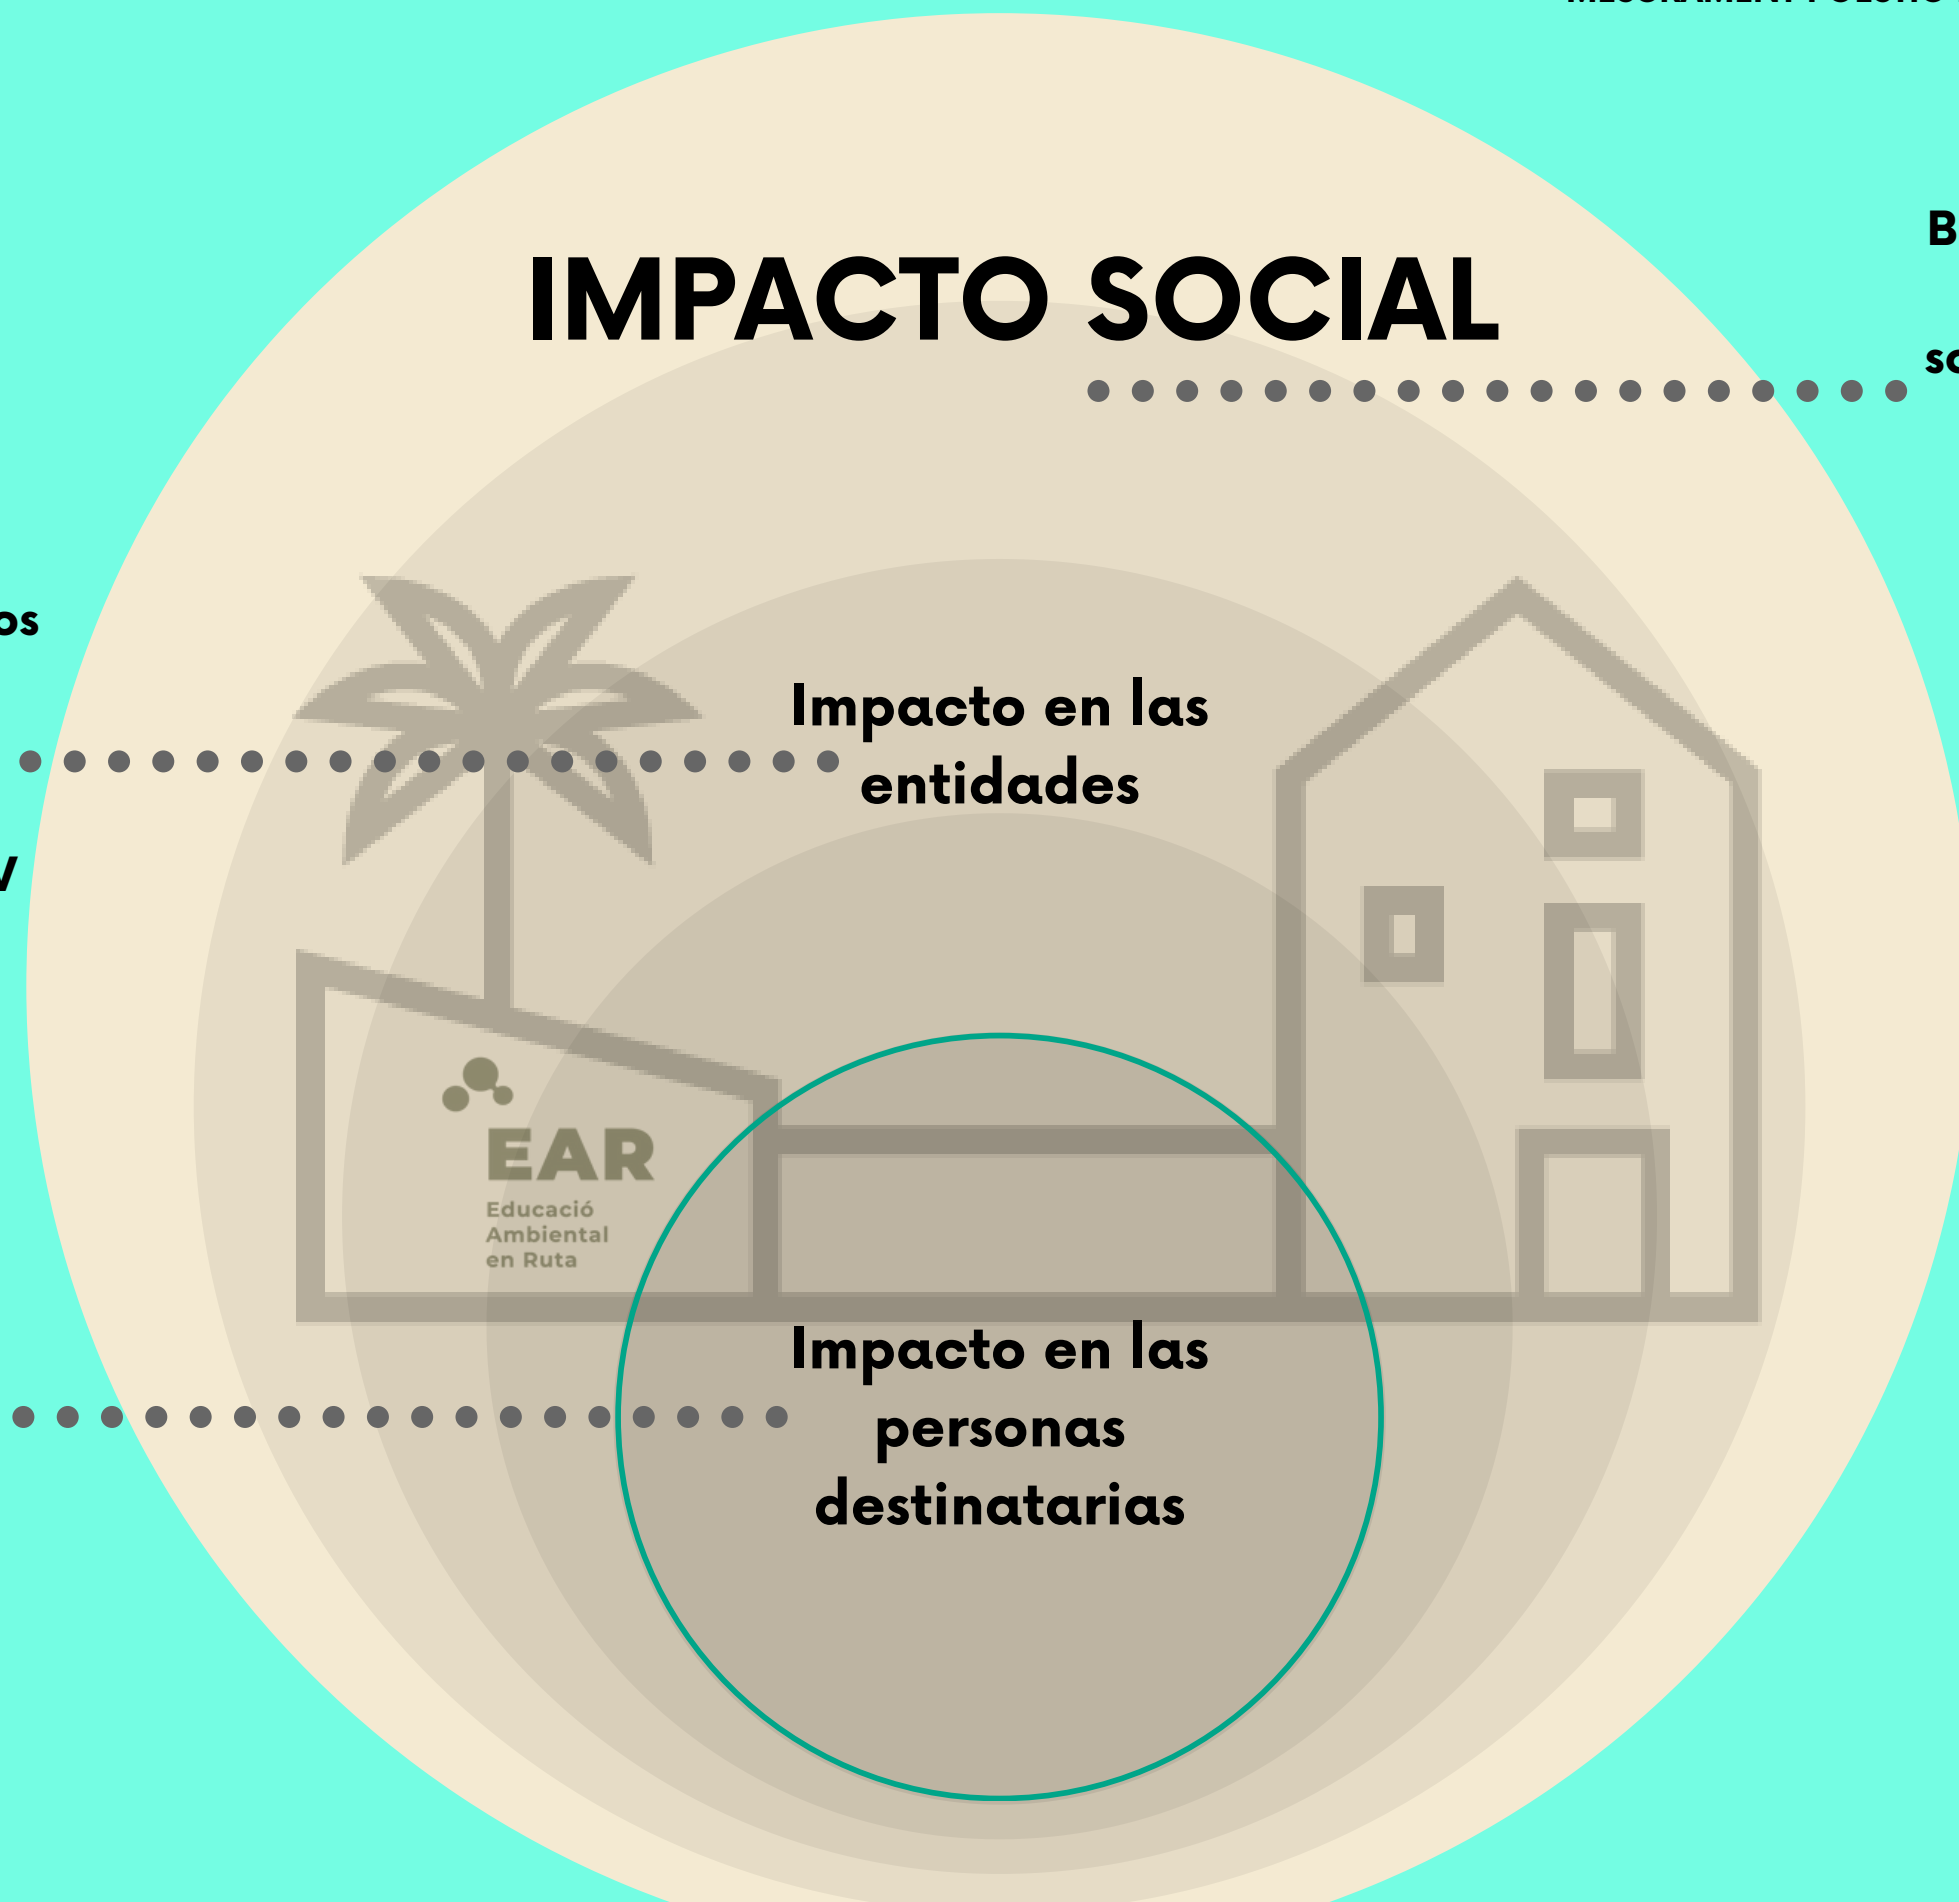 IMPACTO SOCIAL
Impacto en las
entidades
EAR
Educació
Ambiental
en Ruta
Impacto en las
personas
destinatarias